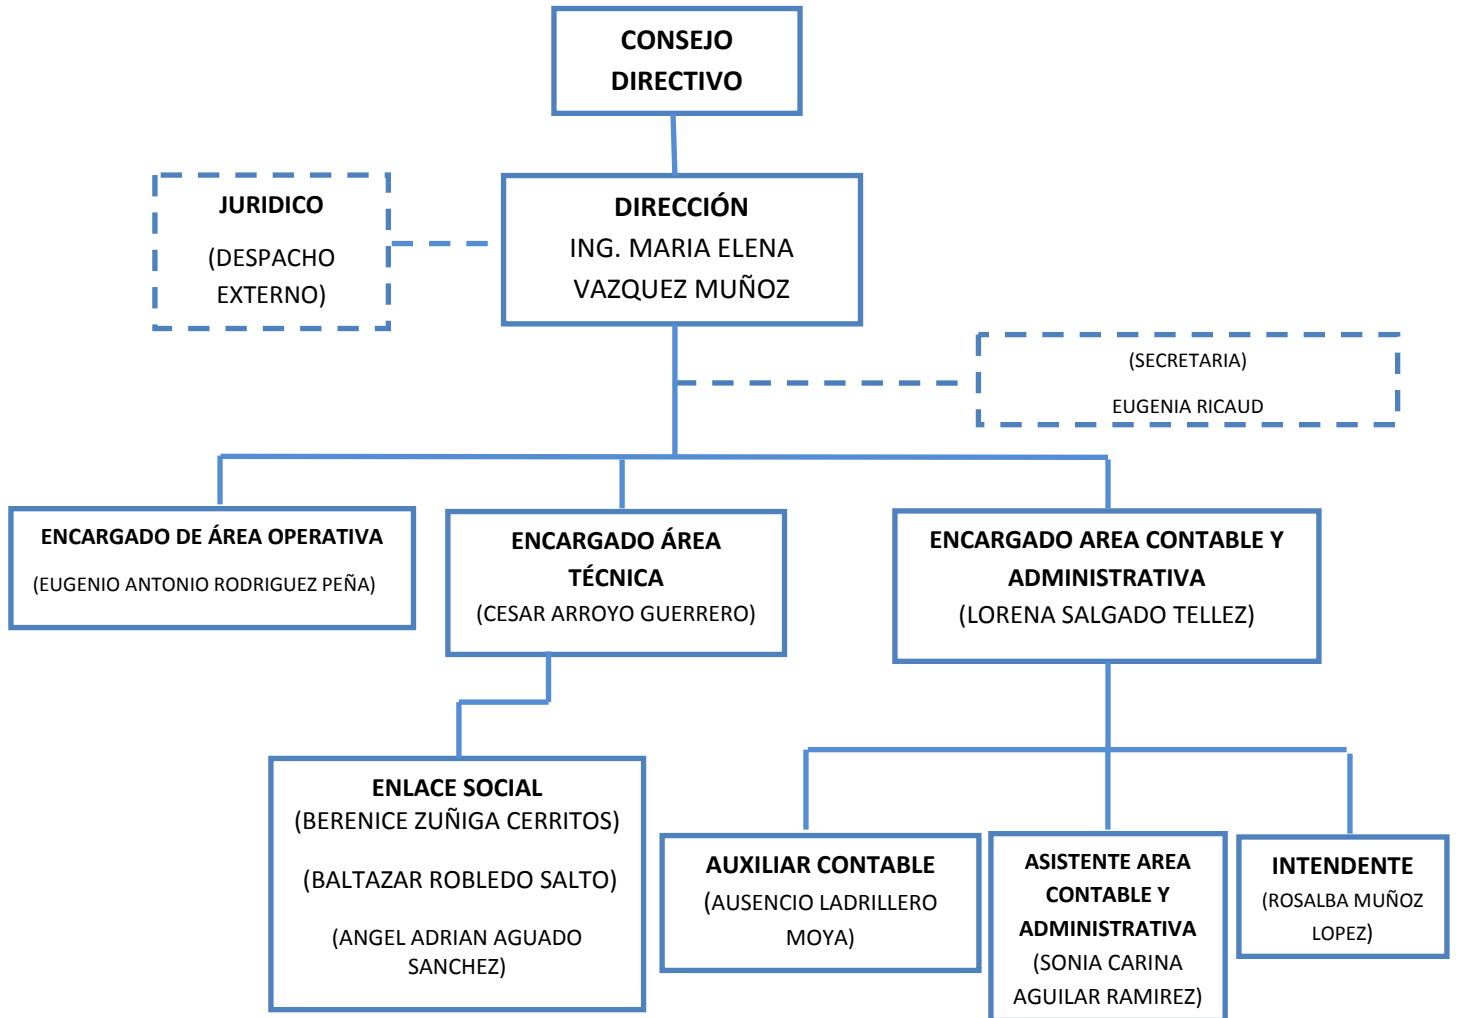 CONSEJO
DIRECTIVO
JURIDICO
(DESPACHO
EXTERNO)
DIRECCIÓN
ING. MARIA ELENA
VAZQUEZ MUÑOZ
(SECRETARIA)
EUGENIA RICAUD
ENCARGADO DE ÁREA OPERATIVA
(EUGENIO ANTONIO RODRIGUEZ PEÑA)
ENCARGADO ÁREA
TÉCNICA
(CESAR ARROYO GUERRERO)
ENCARGADO AREA CONTABLE Y
ADMINISTRATIVA
(LORENA SALGADO TELLEZ)
ENLACE SOCIAL
(BERENICE ZUÑIGA CERRITOS)
(BALTAZAR ROBLEDO SALTO)
(ANGEL ADRIAN AGUADO
SANCHEZ)
AUXILIAR CONTABLE
(AUSENCIO LADRILLERO
MOYA)
ASISTENTE AREA
CONTABLE Y
ADMINISTRATIVA
(SONIA CARINA
AGUILAR RAMIREZ)
INTENDENTE
(ROSALBA MUÑOZ
LOPEZ)